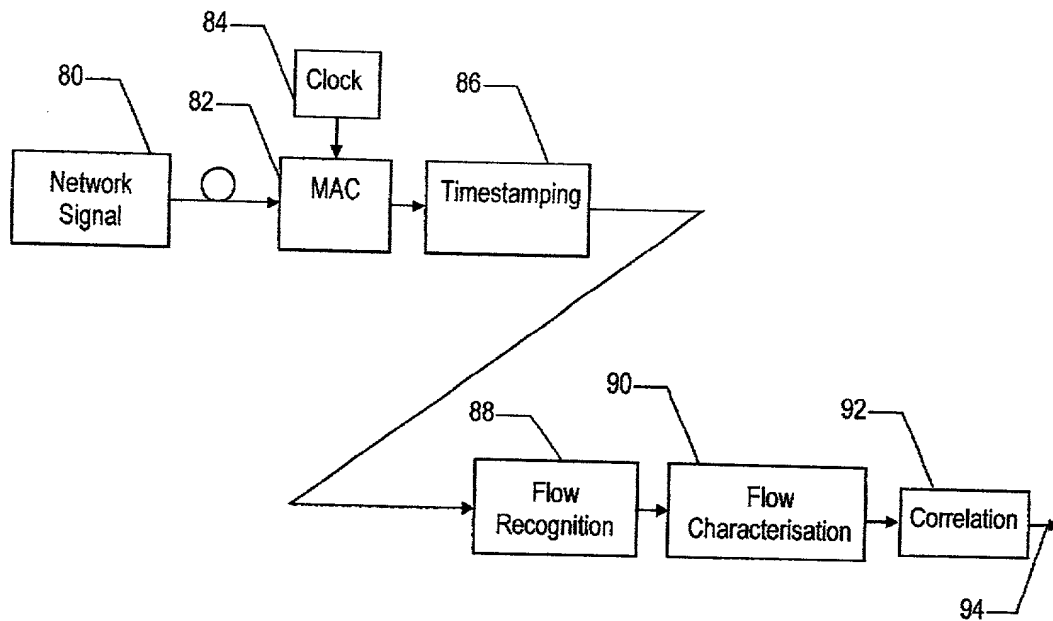 84
Clock
80
82
86
Network
Signal
MAC
Timestamping
90
88
92
Flow
Recognition
Flow
Characterisation
Correlation
94